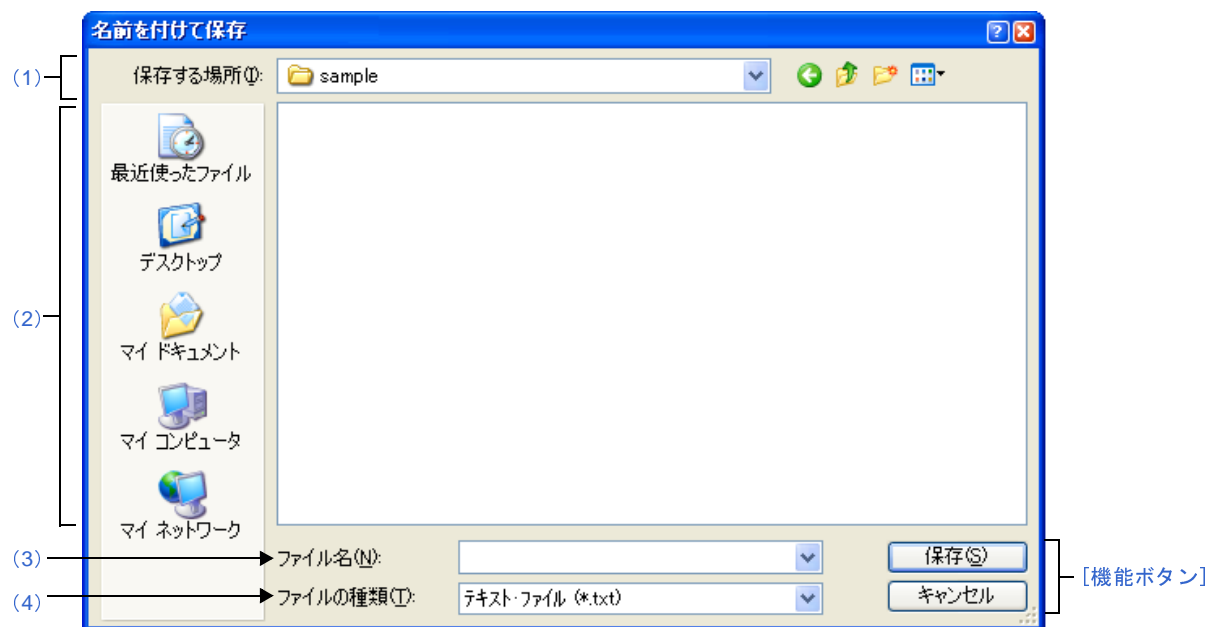 名前を付けて保存
(1)
保存する場所(I):
sample
(2)
最近使ったファイル
デスクトップ
マイ ドキュメント
マイ コンピュータ
マイ ネットワーク
(3)
ファイル名(N):
保存(S)
[機能ボタン]
(4)
ファイルの種類(T):
テキスト・ファイル (*.txt)
キャンセル